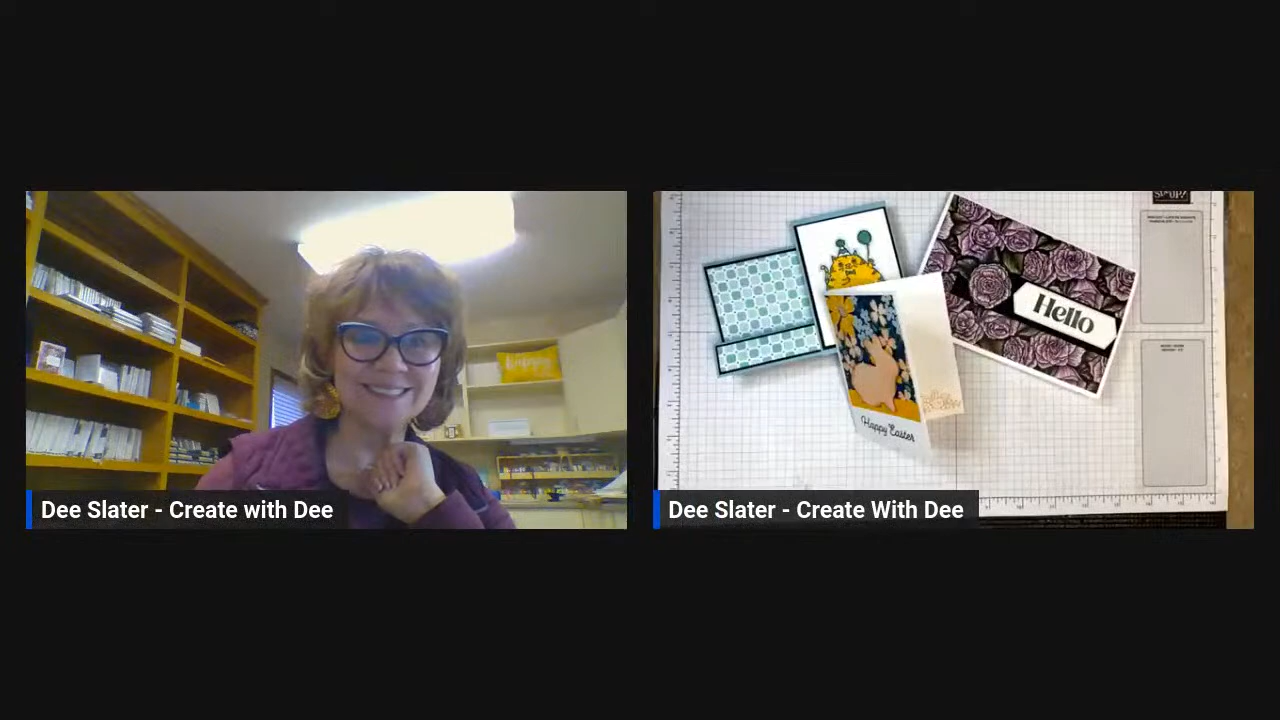 Dee Slater - Create with Dee
Dee Slater - Create With Dee
Hello
Happy Easter